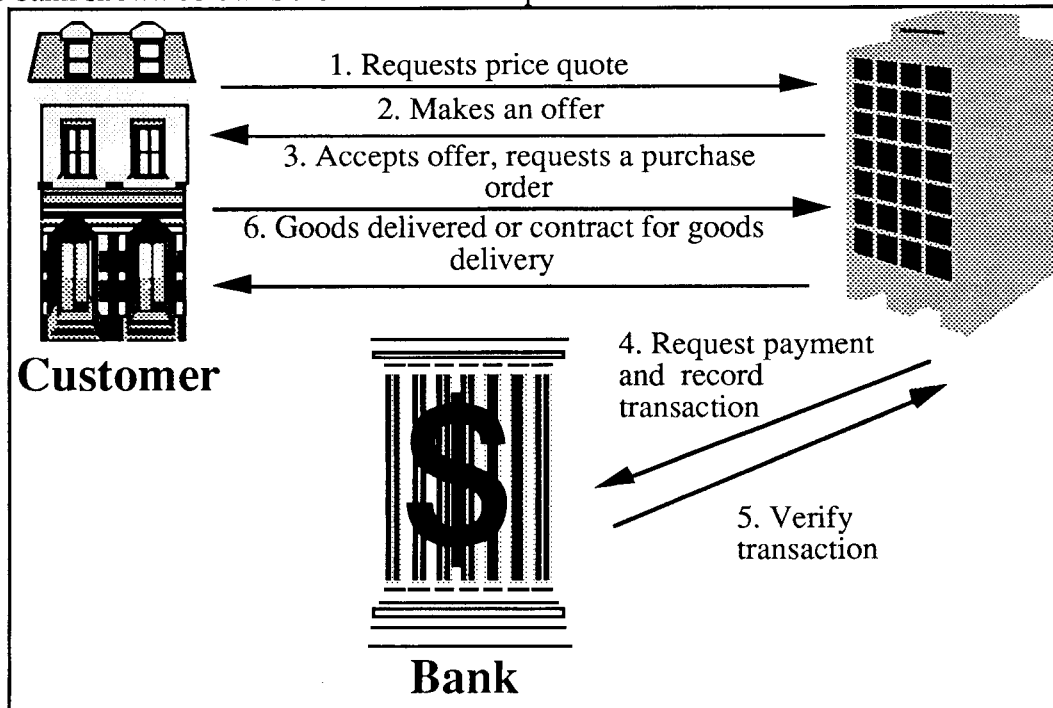 1. Requests price quote
2. Makes an offer
3. Accepts offer, requests a purchase
order
6. Goods delivered or contract for goods
delivery
Customer
4. Request payment
and record
transaction
5. Verify
transaction
$
Bank